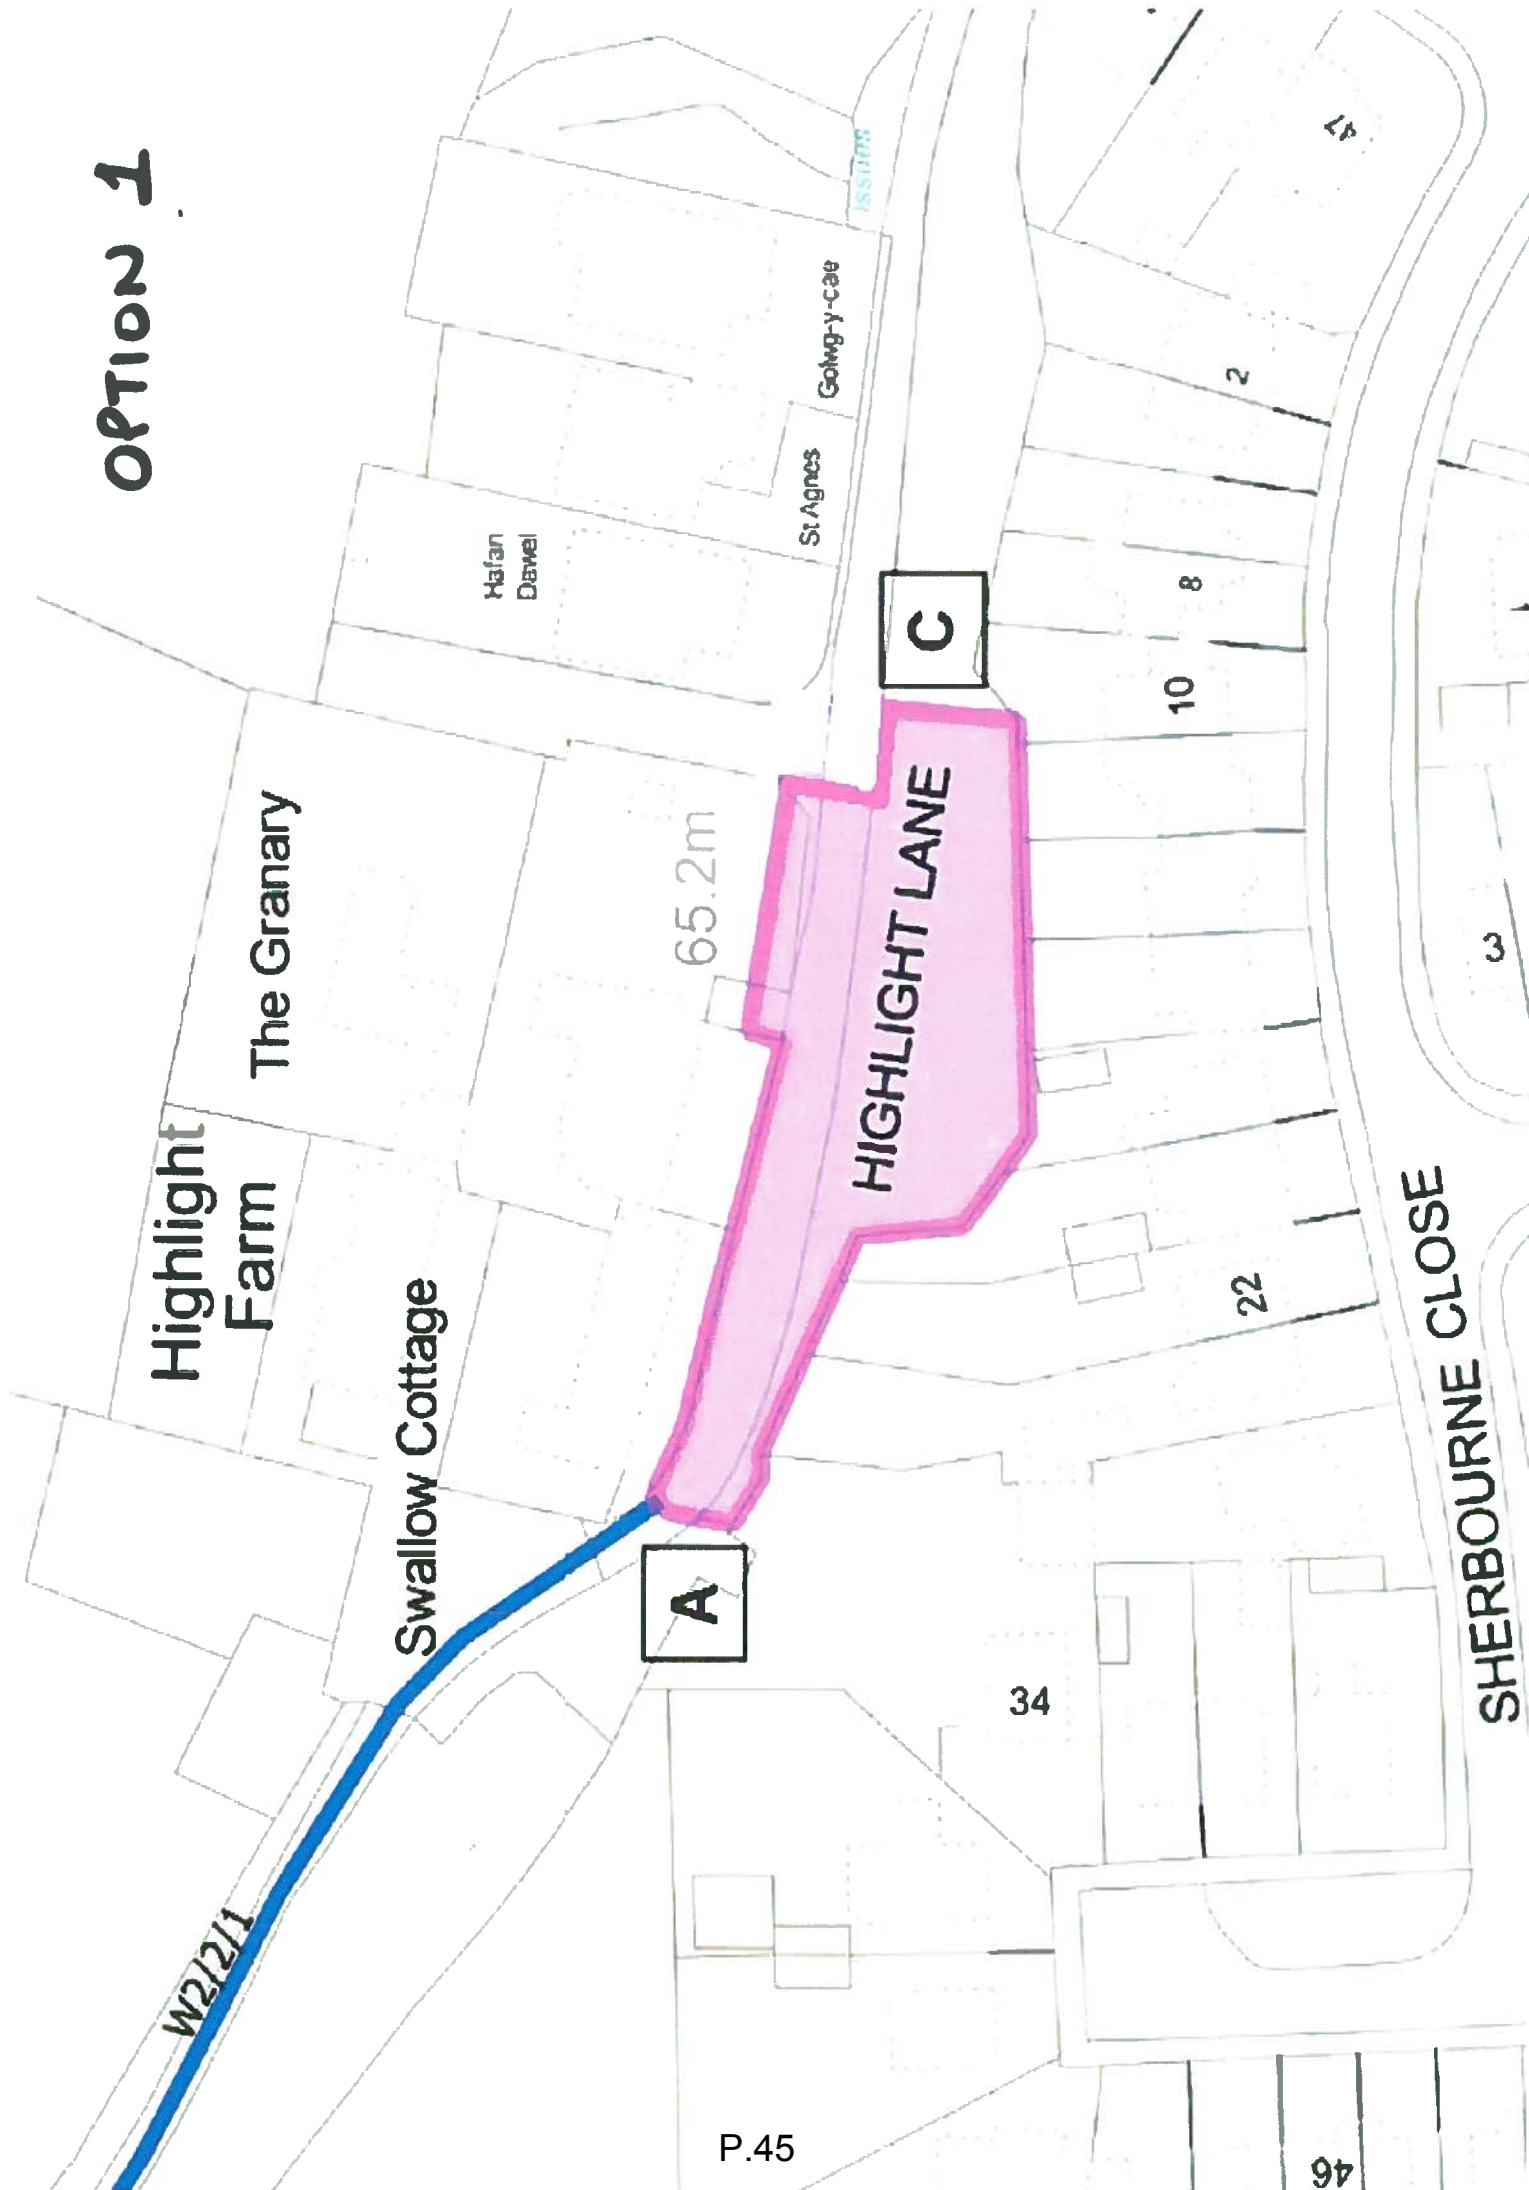 OPTION 1
Highlight
Farm
The Granary
Swallow Cottage
Hafan
Dawel
St Agnes
Golwg-y-cae
Issues
65.2m
HIGHLIGHT LANE
C
A
W2/2/1
47
2
8
10
22
34
3
46
SHERBOURNE CLOSE
P.45